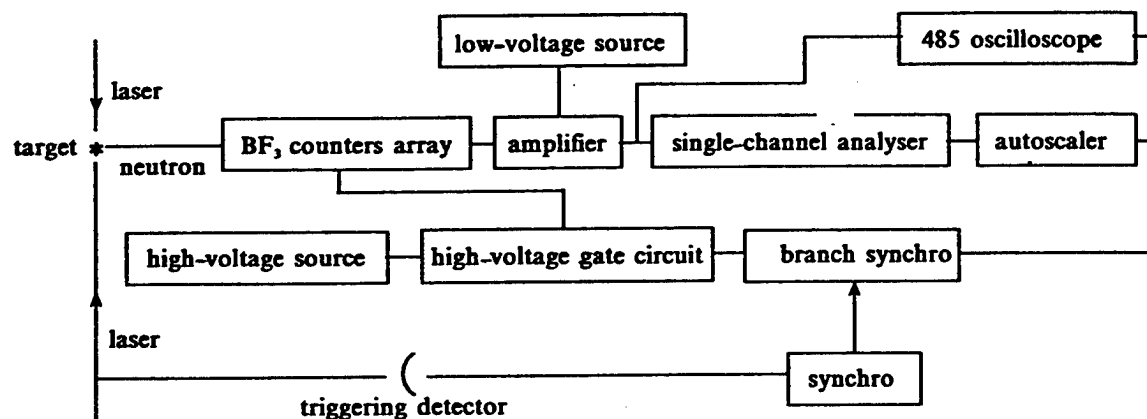 low-voltage source
485 oscilloscope
laser
target
neutron
BF₃ counters array
amplifier
single-channel analyser
autoscaler
high-voltage source
high-voltage gate circuit
branch synchro
laser
triggering detector
synchro